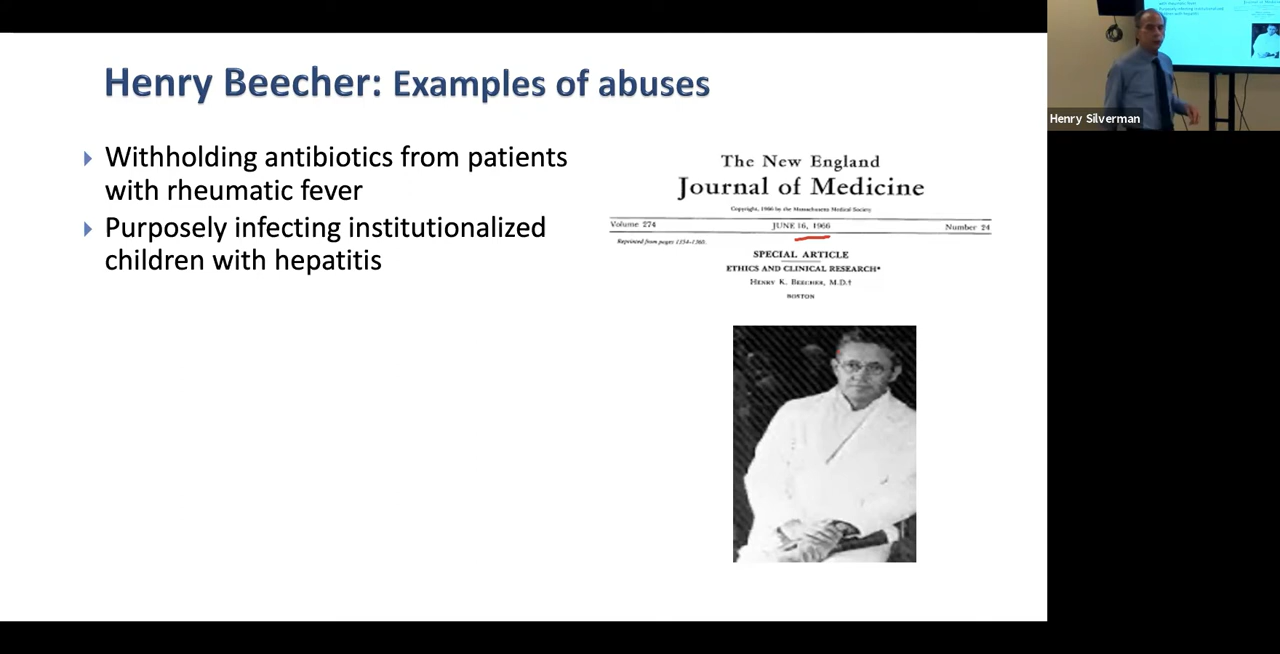 Henry Beecher: Examples of abuses
Withholding antibiotics from patients
with rheumatic fever
Purposely infecting institutionalized
children with hepatitis
The New England
Journal of Medicine
Copyright, 1966 by the Massachusetts Medical Society
Volume 274
JUNE 16, 1966
Number 24
Reprinted from pages 1354-1360.
SPECIAL ARTICLE
ETHICS AND CLINICAL RESEARCH*
HENRY K. BEECHER, M.D.†
BOSTON
Henry Silverman